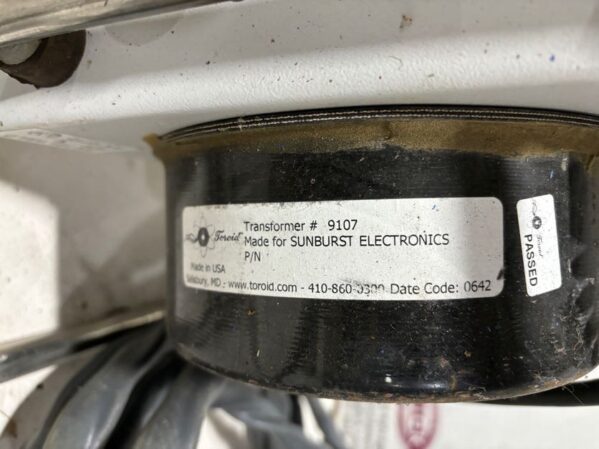 Toroid
Transformer # 9107
Made for SUNBURST ELECTRONICS
P/N
Made in USA
Salisbury, MD - www.toroid.com - 410-860-0300 Date Code: 0642
Toroid
PASSED